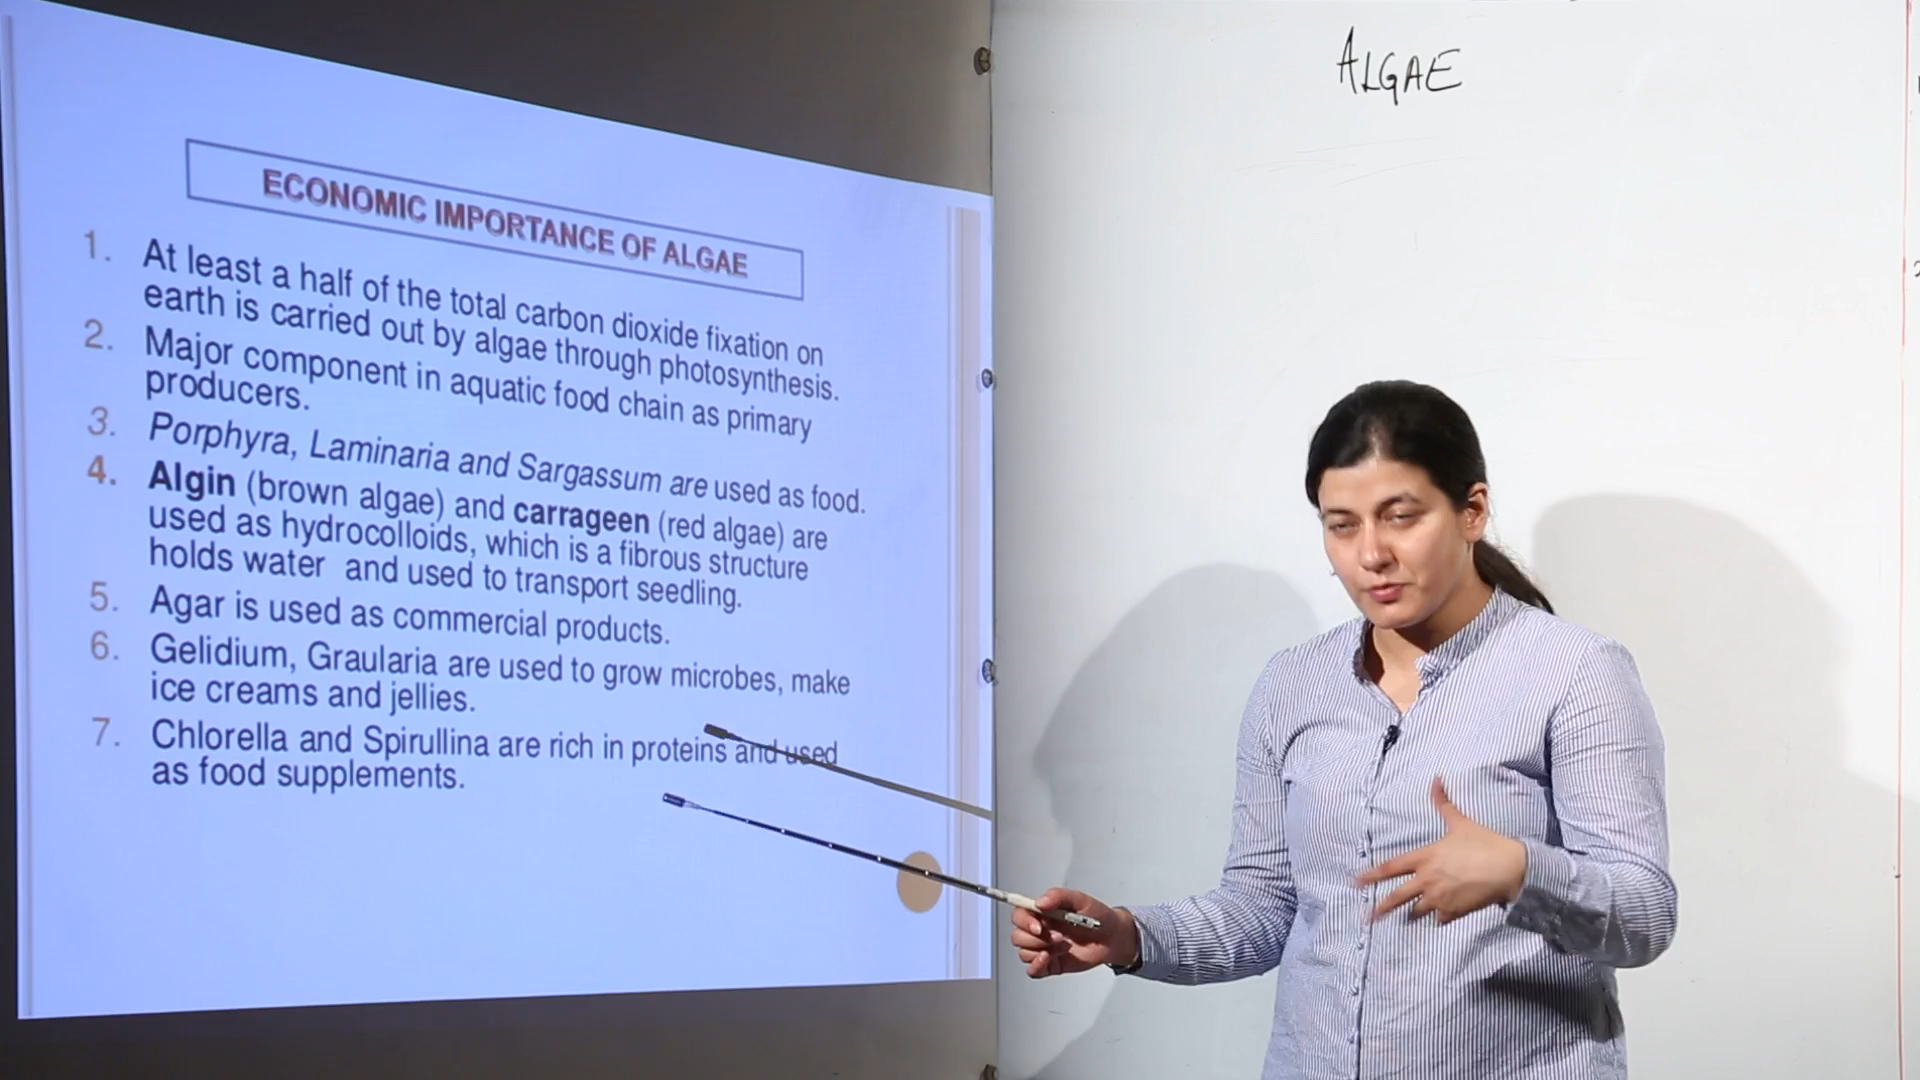 ECONOMIC IMPORTANCE OF ALGAE
1. At least a half of the total carbon dioxide fixation on
earth is carried out by algae through photosynthesis.
2. Major component in aquatic food chain as primary
producers.
3. Porphyra, Laminaria and Sargassum are used as food.
4. Algin (brown algae) and carrageen (red algae) are
used as hydrocolloids, which is a fibrous structure
holds water and used to transport seedling.
5. Agar is used as commercial products.
6. Gelidium, Graularia are used to grow microbes, make
ice creams and jellies.
7. Chlorella and Spirullina are rich in proteins and used
as food supplements.
ALGAE